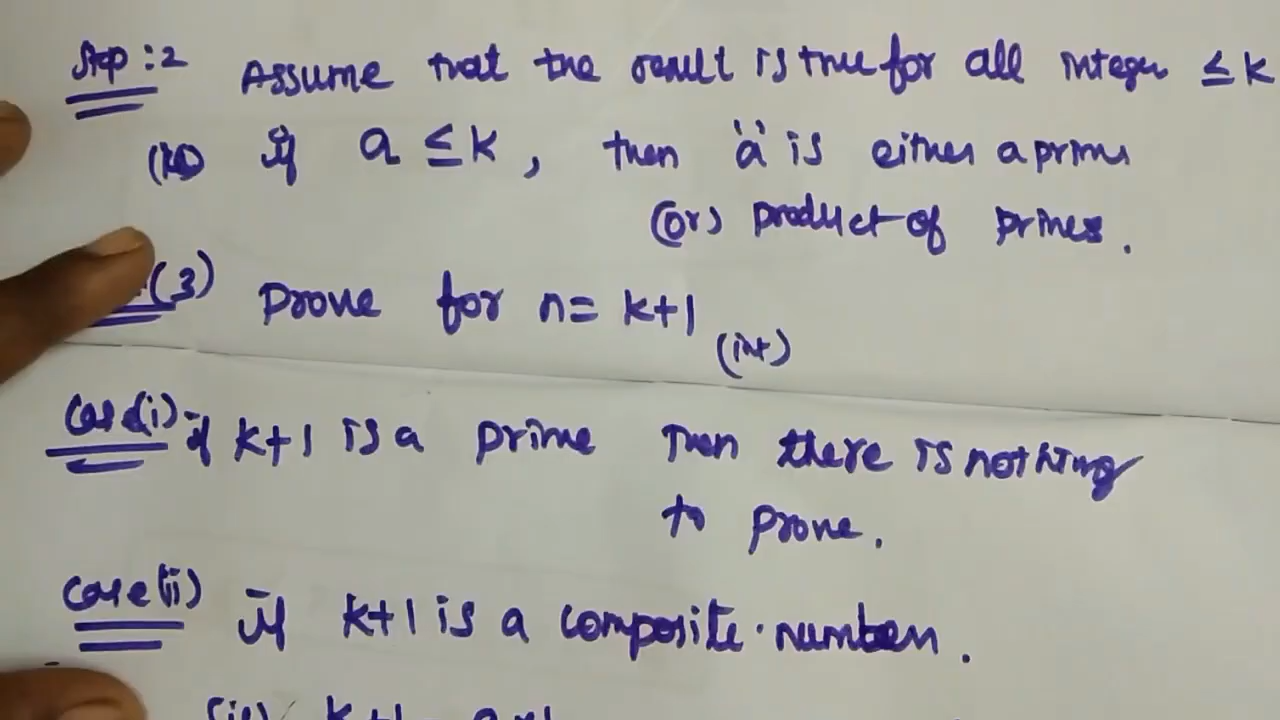 Step : 2 Assume that the result is true for all integer ≤ k
(ie) if a ≤ k , then "a" is either a prime
(or) product of primes .
(3) Prove for n = k+1
(int)
case(i) if k+1 is a prime then there is nothing
to prove .
case(ii) if k+1 is a composite number .
(ie) k+1